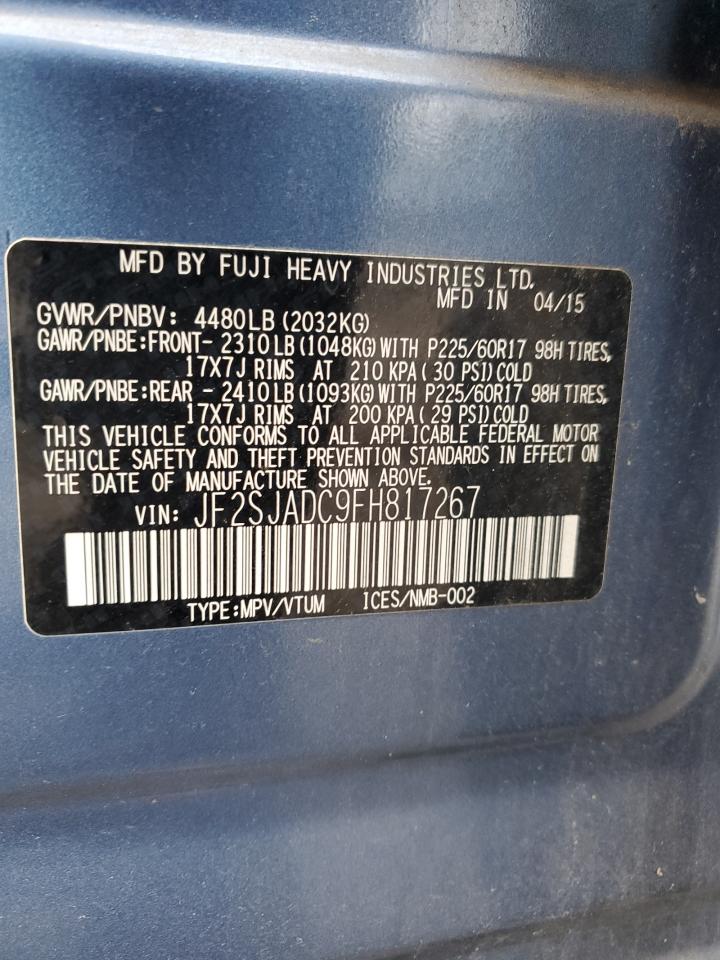 MFD BY FUJI HEAVY INDUSTRIES LTD.
MFD IN 04/15
GVWR/PNBV: 4480LB(2032KG)
GAWR/PNBE:FRONT- 2310LB(1048KG)WITH P225/60R17 98H TIRES,
17X7J RIMS AT 210 KPA( 30 PSI)COLD
GAWR/PNBE:REAR - 2410LB(1093KG)WITH P225/60R17 98H TIRES,
17X7J RIMS AT 200 KPA( 29 PSI)COLD
THIS VEHICLE CONFORMS TO ALL APPLICABLE FEDERAL MOTOR
VEHICLE SAFETY AND THEFT PREVENTION STANDARDS IN EFFECT ON
THE DATE OF MANUFACTURE SHOWN ABOVE.
VIN: JF2SJADC9FH817267
TYPE:MPV/VTUM ICES/NMB-002